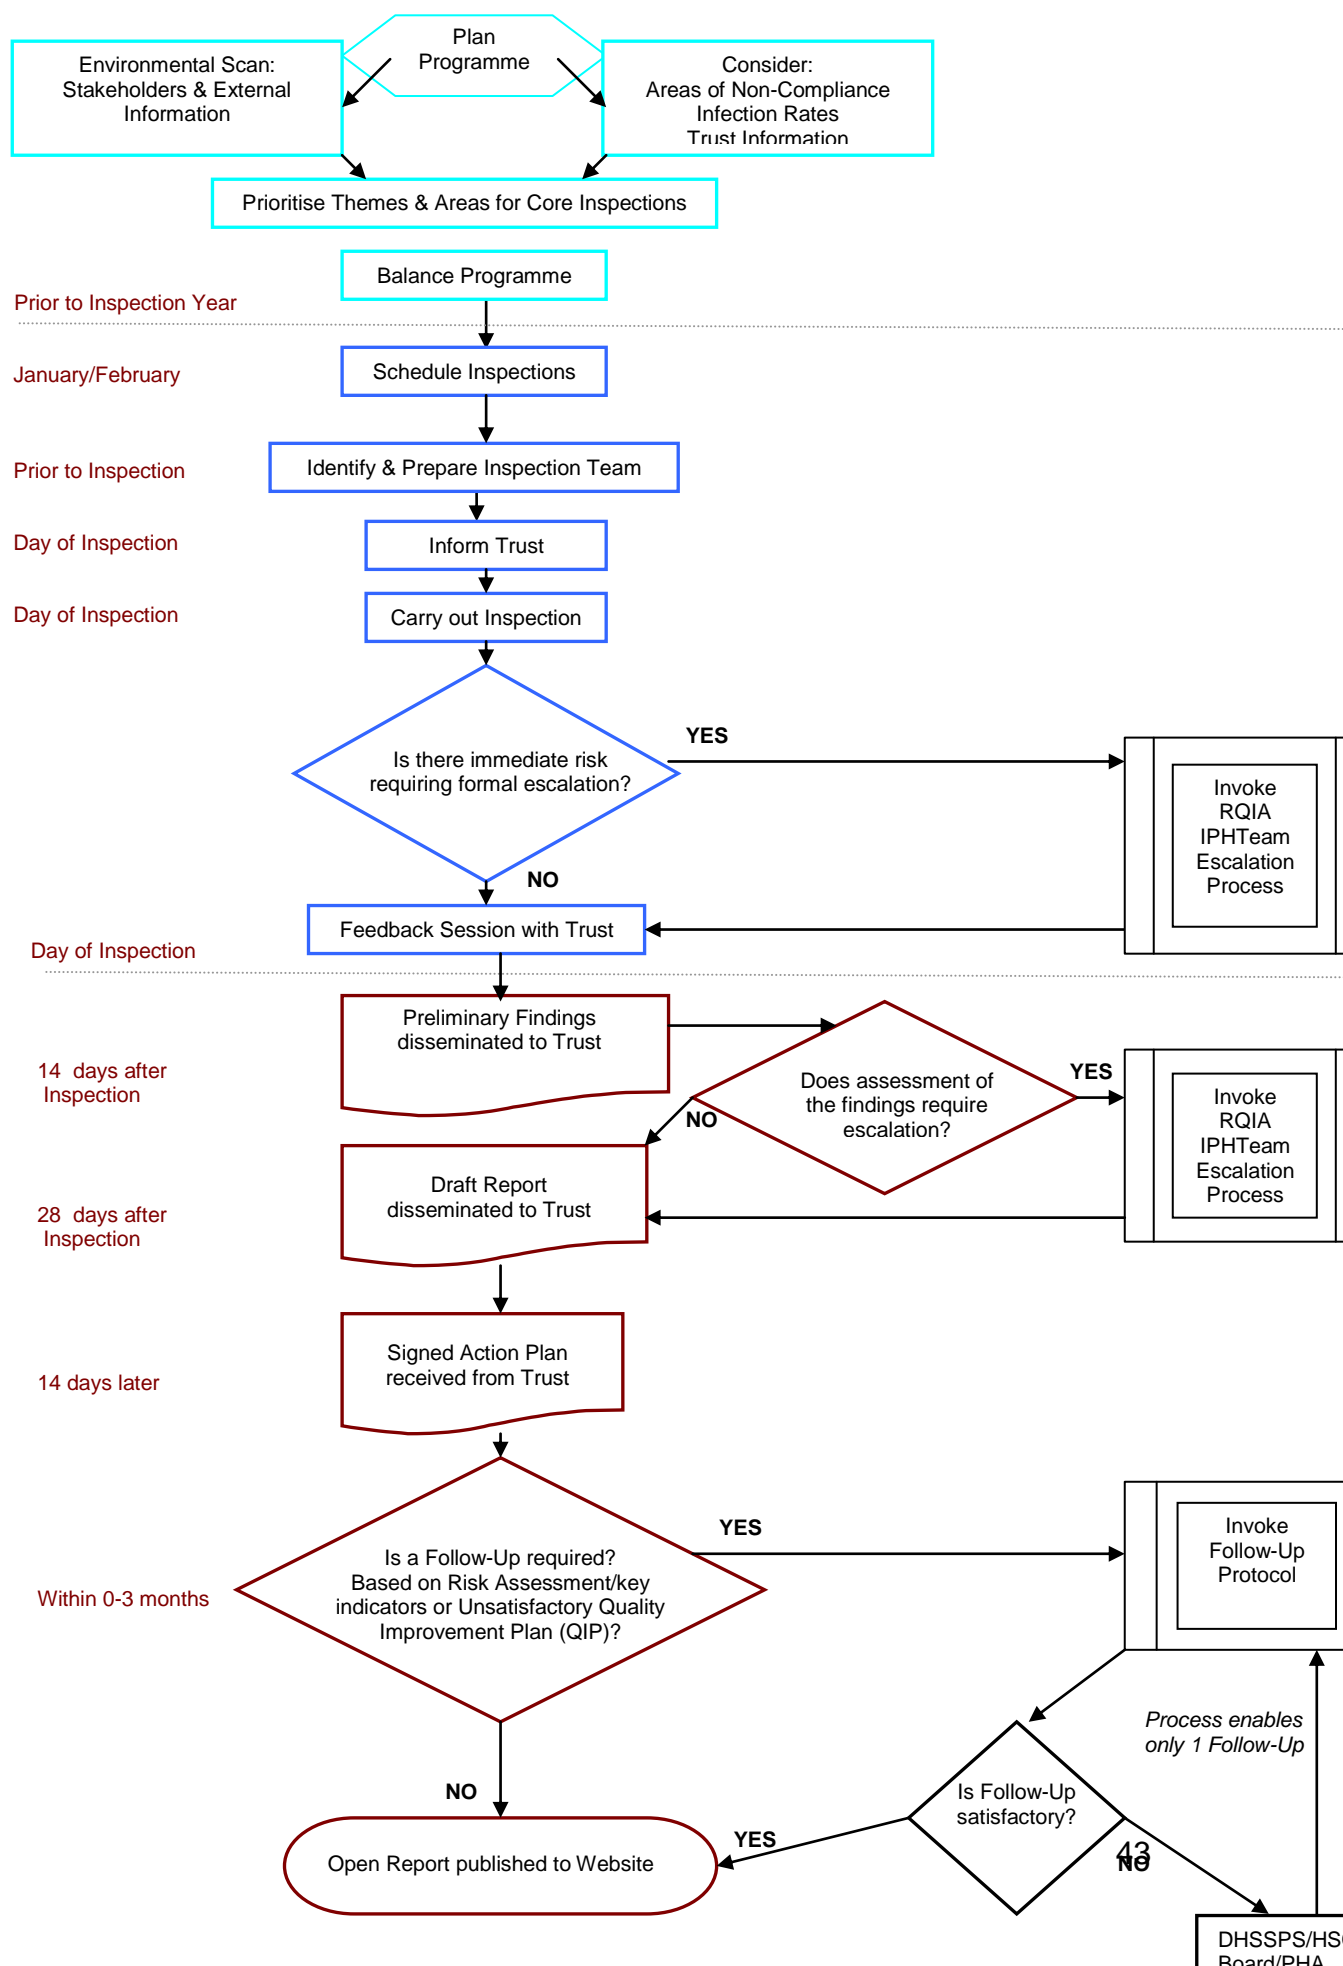 Plan
Programme
Environmental Scan:
Stakeholders & External
Information
Consider:
Areas of Non-Compliance
Infection Rates
Trust Information
Prioritise Themes & Areas for Core Inspections
Balance Programme
Prior to Inspection Year
January/February
Schedule Inspections
Prior to Inspection
Identify & Prepare Inspection Team
Day of Inspection
Inform Trust
Day of Inspection
Carry out Inspection
Is there immediate risk
requiring formal escalation?
YES
Invoke
RQIA
IPHTeam
Escalation
Process
NO
Feedback Session with Trust
Day of Inspection
Preliminary Findings
disseminated to Trust
14 days after
Inspection
Does assessment of
the findings require
escalation?
YES
Invoke
RQIA
IPHTeam
Escalation
Process
NO
Draft Report
disseminated to Trust
28 days after
Inspection
Signed Action Plan
received from Trust
14 days later
Is a Follow-Up required?
Based on Risk Assessment/key
indicators or Unsatisfactory Quality
Improvement Plan (QIP)?
Within 0-3 months
YES
Invoke
Follow-Up
Protocol
Process enables
only 1 Follow-Up
Is Follow-Up
satisfactory?
NO
YES
Open Report published to Website
43
NO
DHSSPS/HSC
Board/PHA